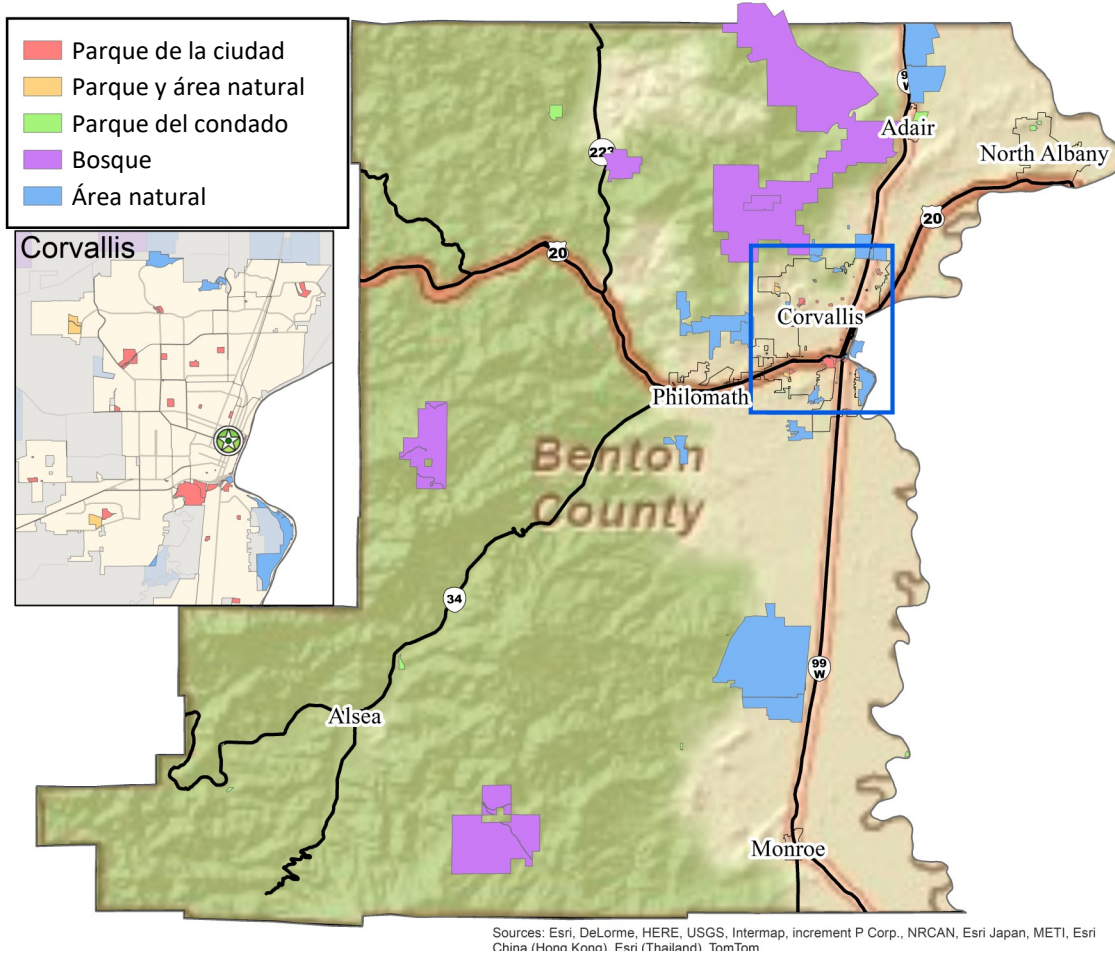 Parque de la ciudad
Parque y área natural
Parque del condado
Bosque
Área natural
Corvallis
Adair
North Albany
20
20
Corvallis
Philomath
Benton
County
34
99
W
Alsea
Monroe
Sources: Esri, DeLorme, HERE, USGS, Intermap, increment P Corp., NRCAN, Esri Japan, METI, Esri
China (Hong Kong), Esri (Thailand), TomTom